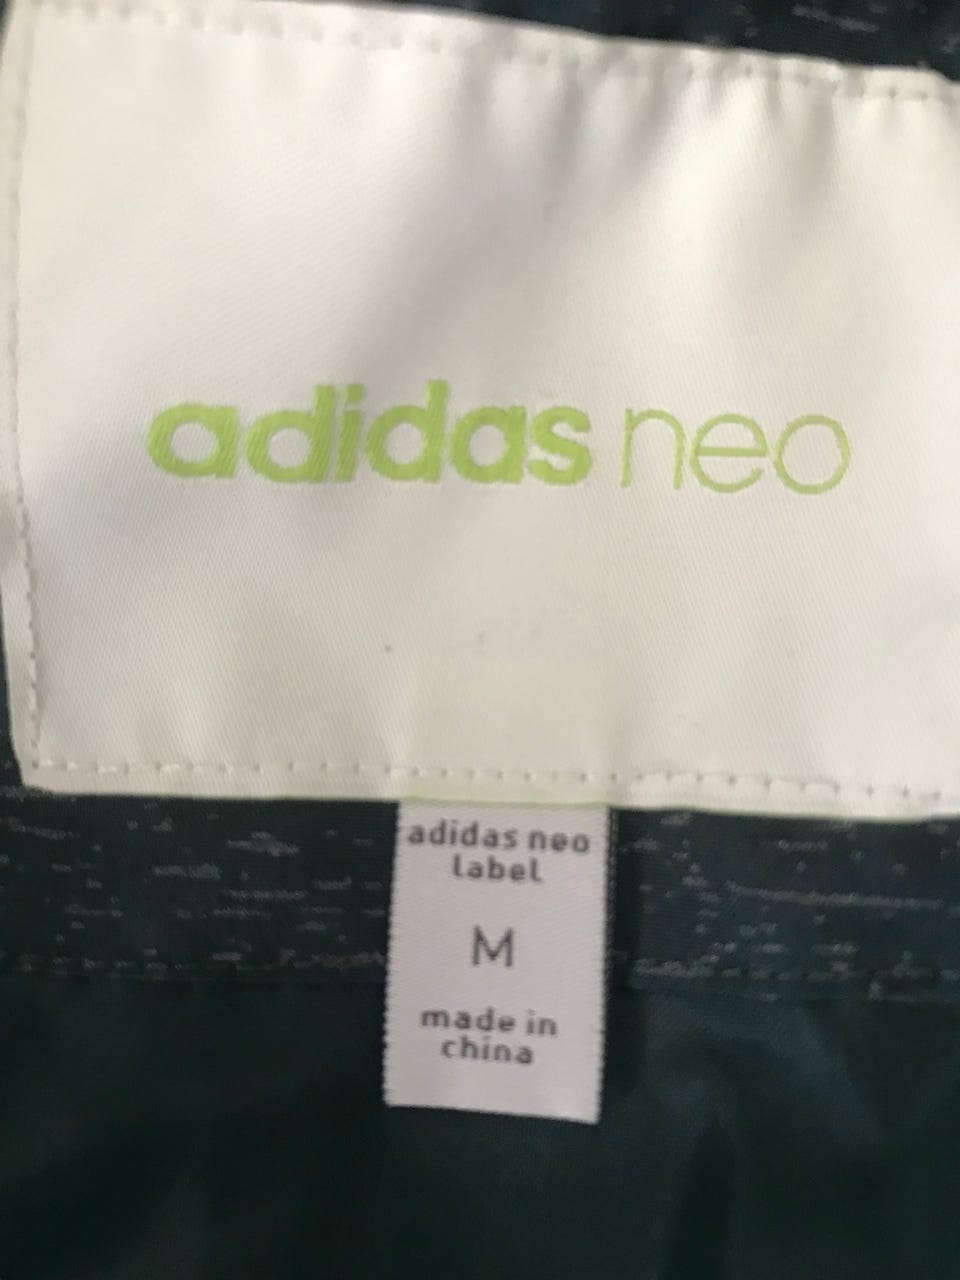 adidas neo
adidas neo
label
M
made in
china